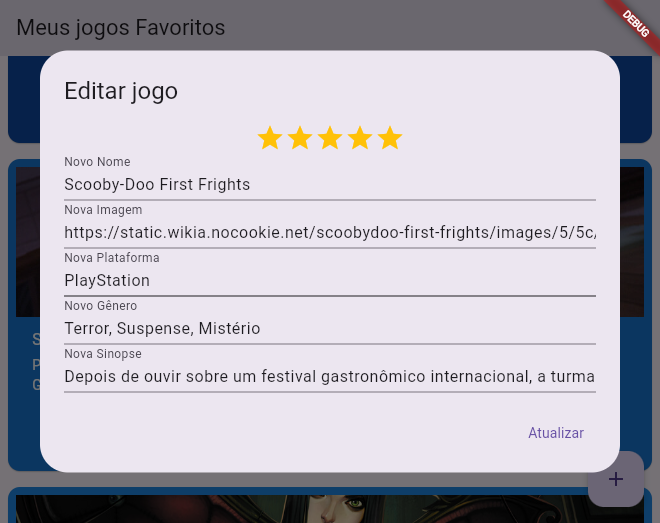 Meus jogos Favoritos
DEBUG
Editar jogo
Novo Nome
Scooby-Doo First Frights
Nova Imagem
https://static.wikia.nocookie.net/scoobydoo-first-frights/images/5/5c/
Nova Plataforma
PlayStation
Novo Gênero
Terror, Suspense, Mistério
Nova Sinopse
Depois de ouvir sobre um festival gastronômico internacional, a turma
Atualizar
S
P
G